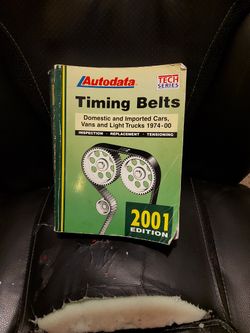 Autodata
TECH
SERIES
Timing Belts
Domestic and Imported Cars,
Vans and Light Trucks 1974-00
INSPECTION · REPLACEMENT · TENSIONING
2001
EDITION